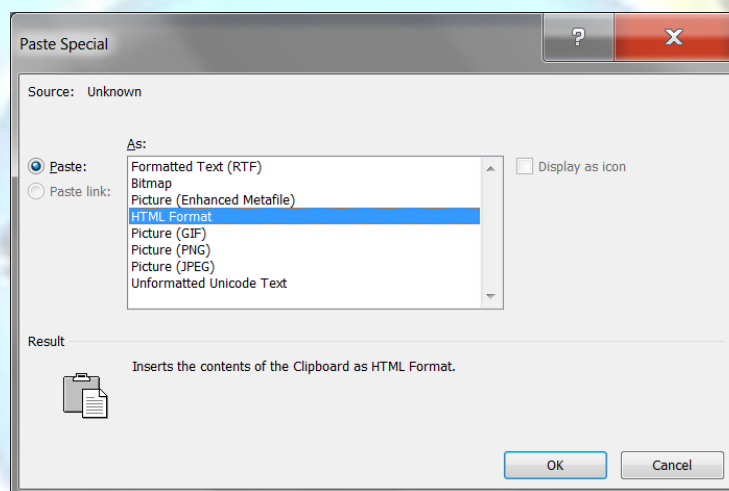 Paste Special
?
X
Source: Unknown
As:
Paste:
Paste link:
Formatted Text (RTF)
Bitmap
Picture (Enhanced Metafile)
HTML Format
Picture (GIF)
Picture (PNG)
Picture (JPEG)
Unformatted Unicode Text
Display as icon
Result
Inserts the contents of the Clipboard as HTML Format.
OK
Cancel